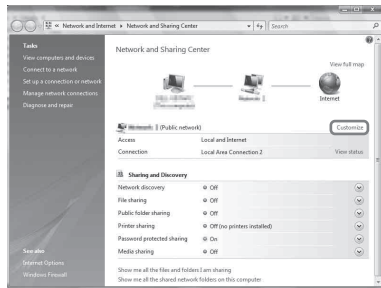 « Network and Internet ▸ Network and Sharing Center
Search
Tasks
View computers and devices
Connect to a network
Set up a connection or network
Manage network connections
Diagnose and repair
See also
Internet Options
Windows Firewall
Network and Sharing Center
View full map
Internet
(Public network)
Customize
Access Local and Internet
Connection Local Area Connection 2 View status
Sharing and Discovery
Network discovery Off
File sharing Off
Public folder sharing Off
Printer sharing Off (no printers installed)
Password protected sharing On
Media sharing Off
Show me all the files and folders I am sharing
Show me all the shared network folders on this computer